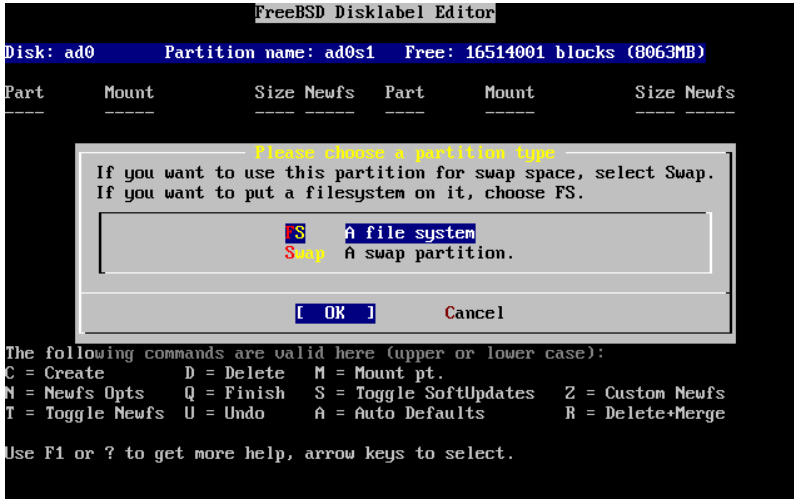 FreeBSD Disklabel Editor
Disk: ad0 Partition name: ad0s1 Free: 16514001 blocks (8063MB)
Part Mount Size Newfs Part Mount Size Newfs
---- ----- ---- ----- ---- ----- ---- -----
Please choose a partition type
If you want to use this partition for swap space, select Swap.
If you want to put a filesystem on it, choose FS.
FS A file system
Swap A swap partition.
[ OK ] Cancel
The following commands are valid here (upper or lower case):
C = Create D = Delete M = Mount pt.
N = Newfs Opts Q = Finish S = Toggle SoftUpdates Z = Custom Newfs
T = Toggle Newfs U = Undo A = Auto Defaults R = Delete+Merge
Use F1 or ? to get more help, arrow keys to select.